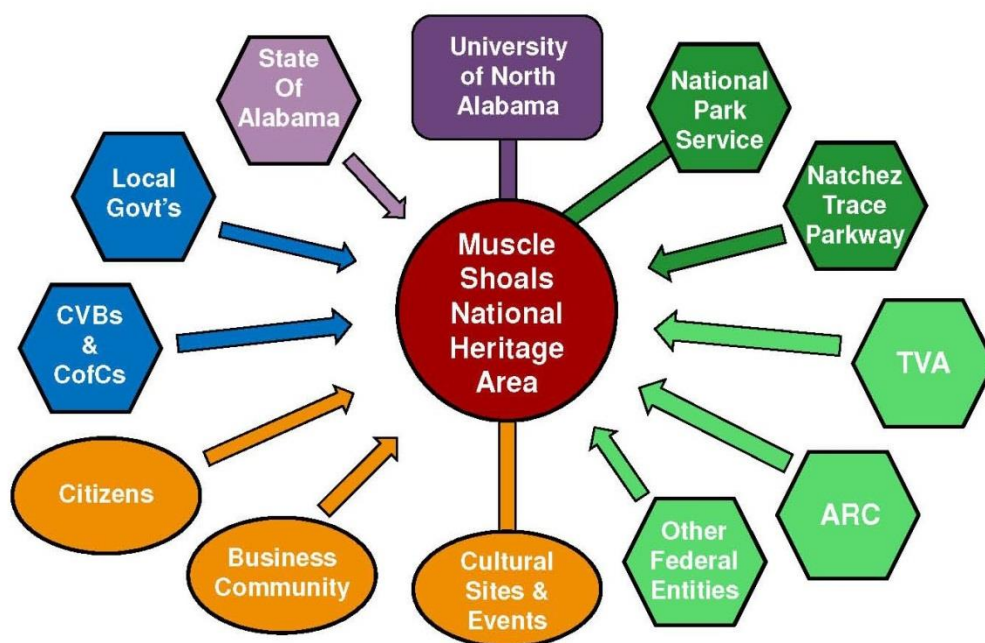 University
of North
Alabama
State
Of
Alabama
National
Park
Service
Local
Govt's
Natchez
Trace
Parkway
Muscle
Shoals
National
Heritage
Area
CVBs
&
CofCs
TVA
Citizens
ARC
Business
Community
Cultural
Sites &
Events
Other
Federal
Entities